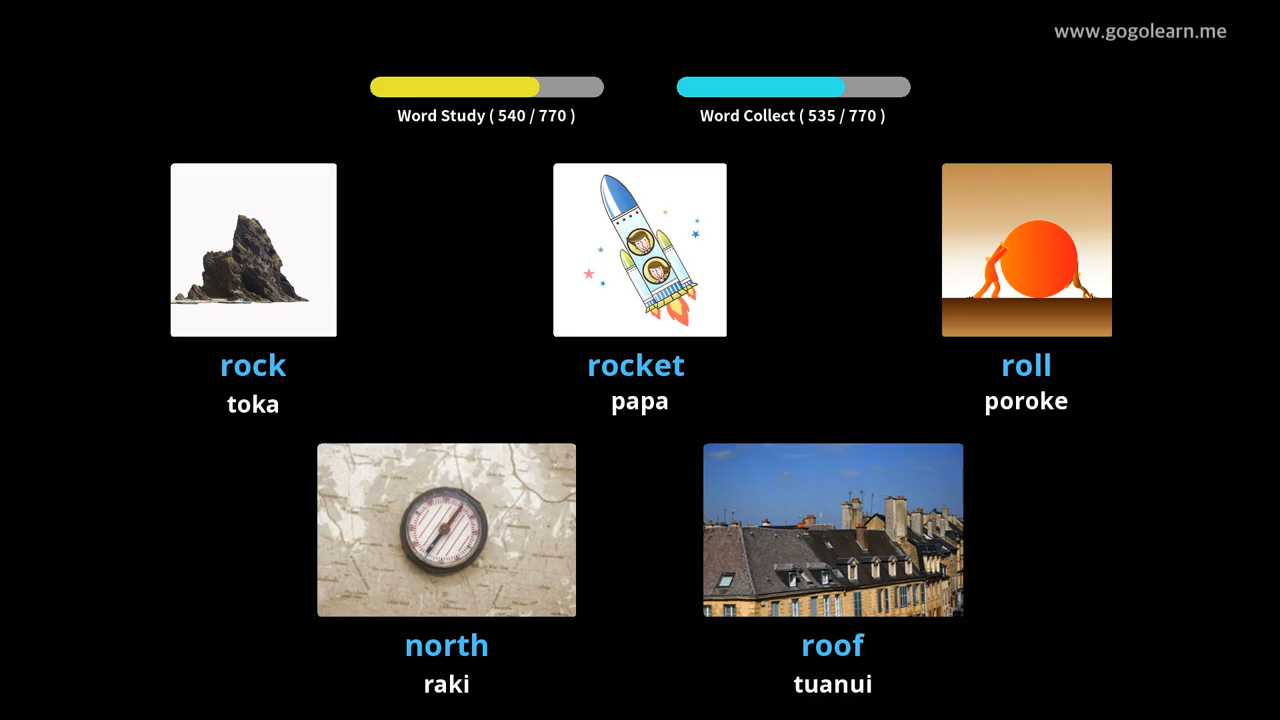 www.gogolearn.me
Word Study ( 540 / 770 )
Word Collect ( 535 / 770 )
rock
toka
rocket
papa
roll
poroke
north
raki
roof
tuanui